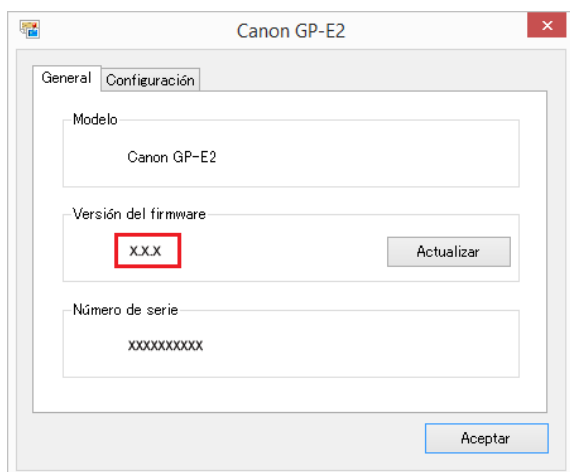 Canon GP-E2
General Configuración
Modelo
Canon GP-E2
Versión del firmware
X.X.X Actualizar
Número de serie
XXXXXXXXXX
Aceptar